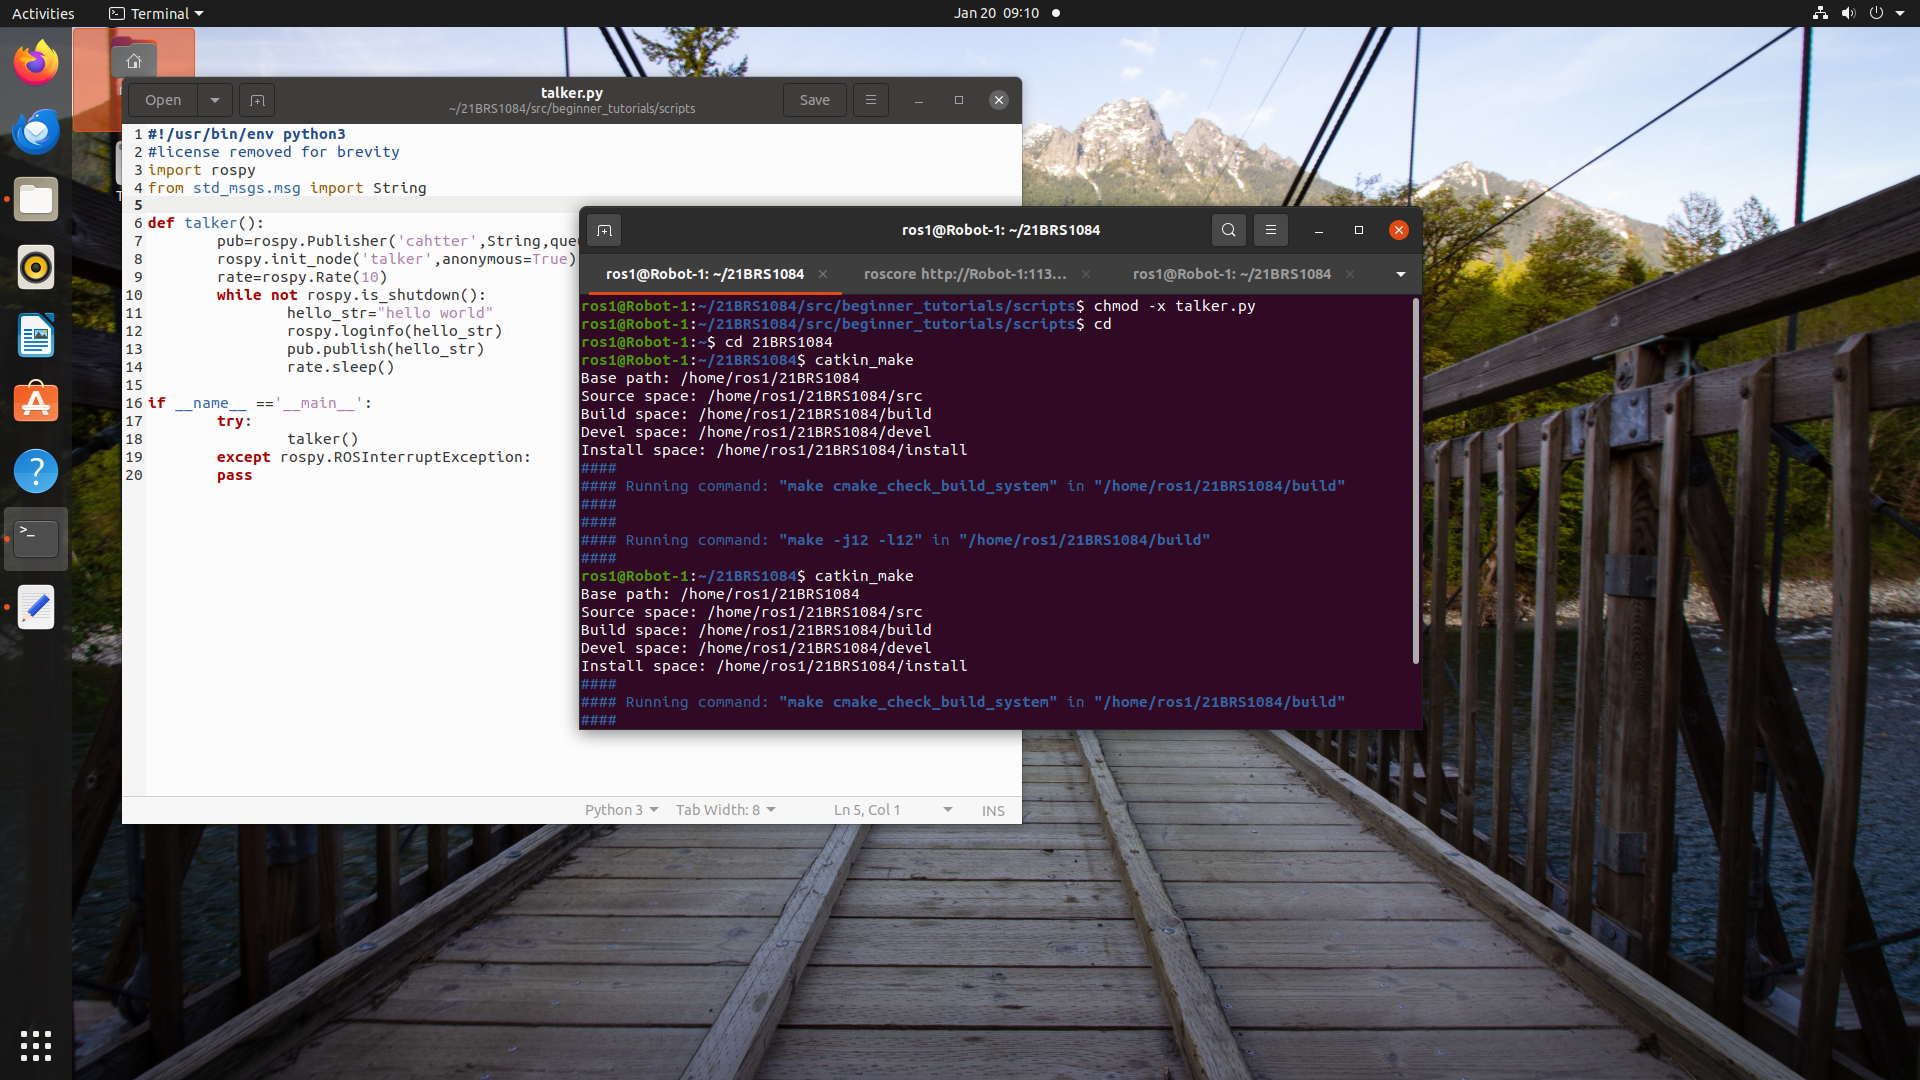 Activities
Terminal
Jan 20 09:10
Open
talker.py
~/21BRS1084/src/beginner_tutorials/scripts
Save
1 #!/usr/bin/env python3
2 #license removed for brevity
3 import rospy
4 from std_msgs.msg import String
5
6 def talker():
7 pub=rospy.Publisher('cahtter',String,que
8 rospy.init_node('talker',anonymous=True)
9 rate=rospy.Rate(10)
10 while not rospy.is_shutdown():
11 hello_str="hello world"
12 rospy.loginfo(hello_str)
13 pub.publish(hello_str)
14 rate.sleep()
15
16 if __name__ =='__main__':
17 try:
18 talker()
19 except rospy.ROSInterruptException:
20 pass
Python 3
Tab Width: 8
Ln 5, Col 1
INS
ros1@Robot-1: ~/21BRS1084
ros1@Robot-1: ~/21BRS1084
roscore http://Robot-1:113...
ros1@Robot-1: ~/21BRS1084
ros1@Robot-1:~/21BRS1084/src/beginner_tutorials/scripts$ chmod -x talker.py
ros1@Robot-1:~/21BRS1084/src/beginner_tutorials/scripts$ cd
ros1@Robot-1:~$ cd 21BRS1084
ros1@Robot-1:~/21BRS1084$ catkin_make
Base path: /home/ros1/21BRS1084
Source space: /home/ros1/21BRS1084/src
Build space: /home/ros1/21BRS1084/build
Devel space: /home/ros1/21BRS1084/devel
Install space: /home/ros1/21BRS1084/install
####
#### Running command: "make cmake_check_build_system" in "/home/ros1/21BRS1084/build"
####
####
#### Running command: "make -j12 -l12" in "/home/ros1/21BRS1084/build"
####
ros1@Robot-1:~/21BRS1084$ catkin_make
Base path: /home/ros1/21BRS1084
Source space: /home/ros1/21BRS1084/src
Build space: /home/ros1/21BRS1084/build
Devel space: /home/ros1/21BRS1084/devel
Install space: /home/ros1/21BRS1084/install
####
#### Running command: "make cmake_check_build_system" in "/home/ros1/21BRS1084/build"
####